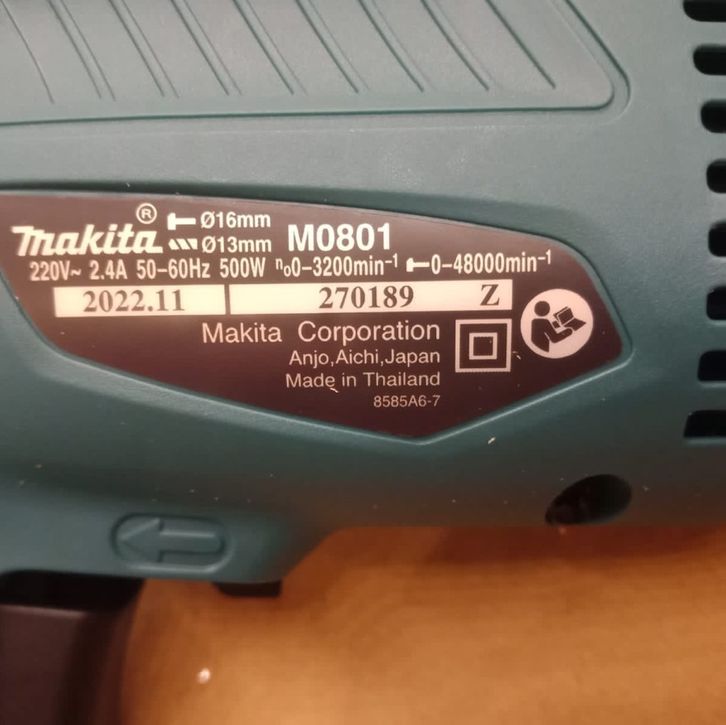 ® Ø16mm
makita Ø13mm M0801
220V~ 2.4A 50–60Hz 500W n₀0–3200min⁻¹ 0–48000min⁻¹
2022.11 270189 Z
Makita Corporation
Anjo,Aichi,Japan
Made in Thailand
8585A6-7